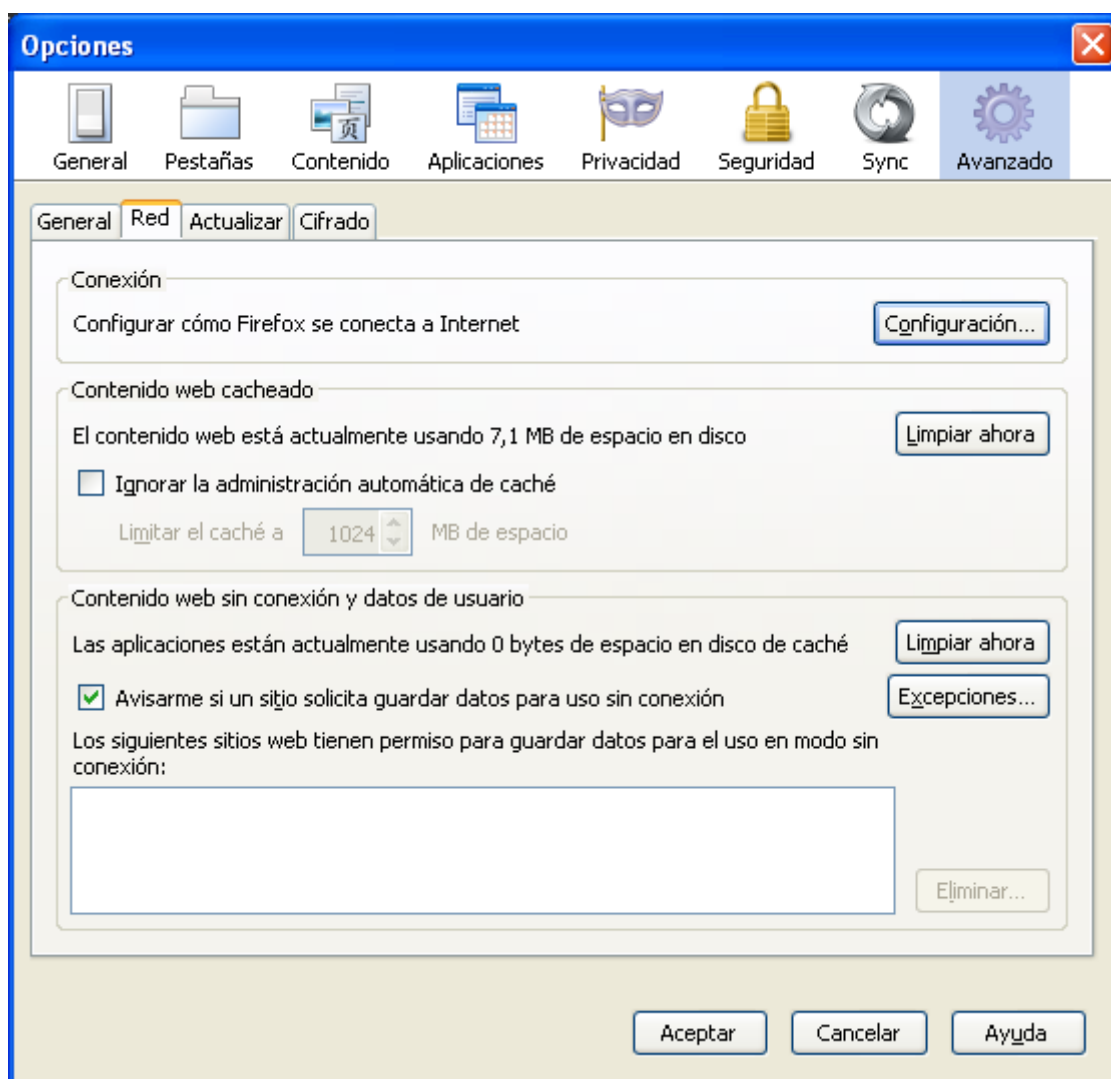 Opciones
General Pestañas Contenido Aplicaciones Privacidad Seguridad Sync Avanzado
General Red Actualizar Cifrado
Conexión
Configurar cómo Firefox se conecta a Internet Configuración...
Contenido web cacheado
El contenido web está actualmente usando 7,1 MB de espacio en disco Limpiar ahora
Ignorar la administración automática de caché
Limitar el caché a 1024 MB de espacio
Contenido web sin conexión y datos de usuario
Las aplicaciones están actualmente usando 0 bytes de espacio en disco de caché Limpiar ahora
Avisarme si un sitio solicita guardar datos para uso sin conexión Excepciones...
Los siguientes sitios web tienen permiso para guardar datos para el uso en modo sin
conexión:
Eliminar...
Aceptar Cancelar Ayuda
页